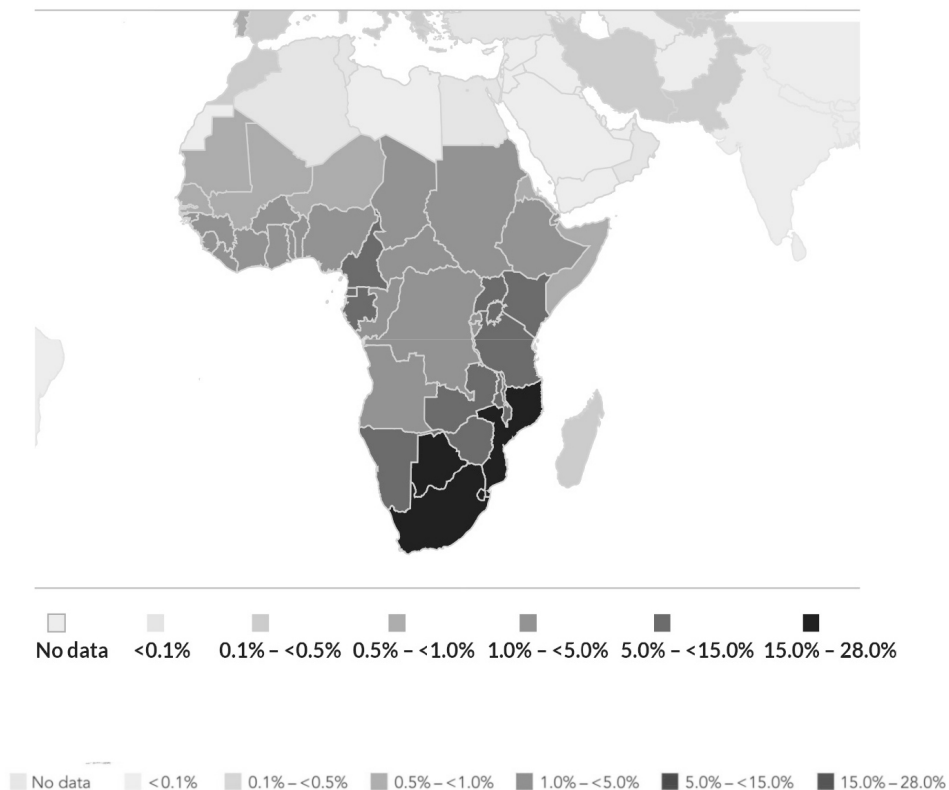 No data <0.1% 0.1% – <0.5% 0.5% – <1.0% 1.0% – <5.0% 5.0% – <15.0% 15.0% – 28.0%
No data <0.1% 0.1% – <0.5% 0.5% – <1.0% 1.0% – <5.0% 5.0% – <15.0% 15.0% – 28.0%